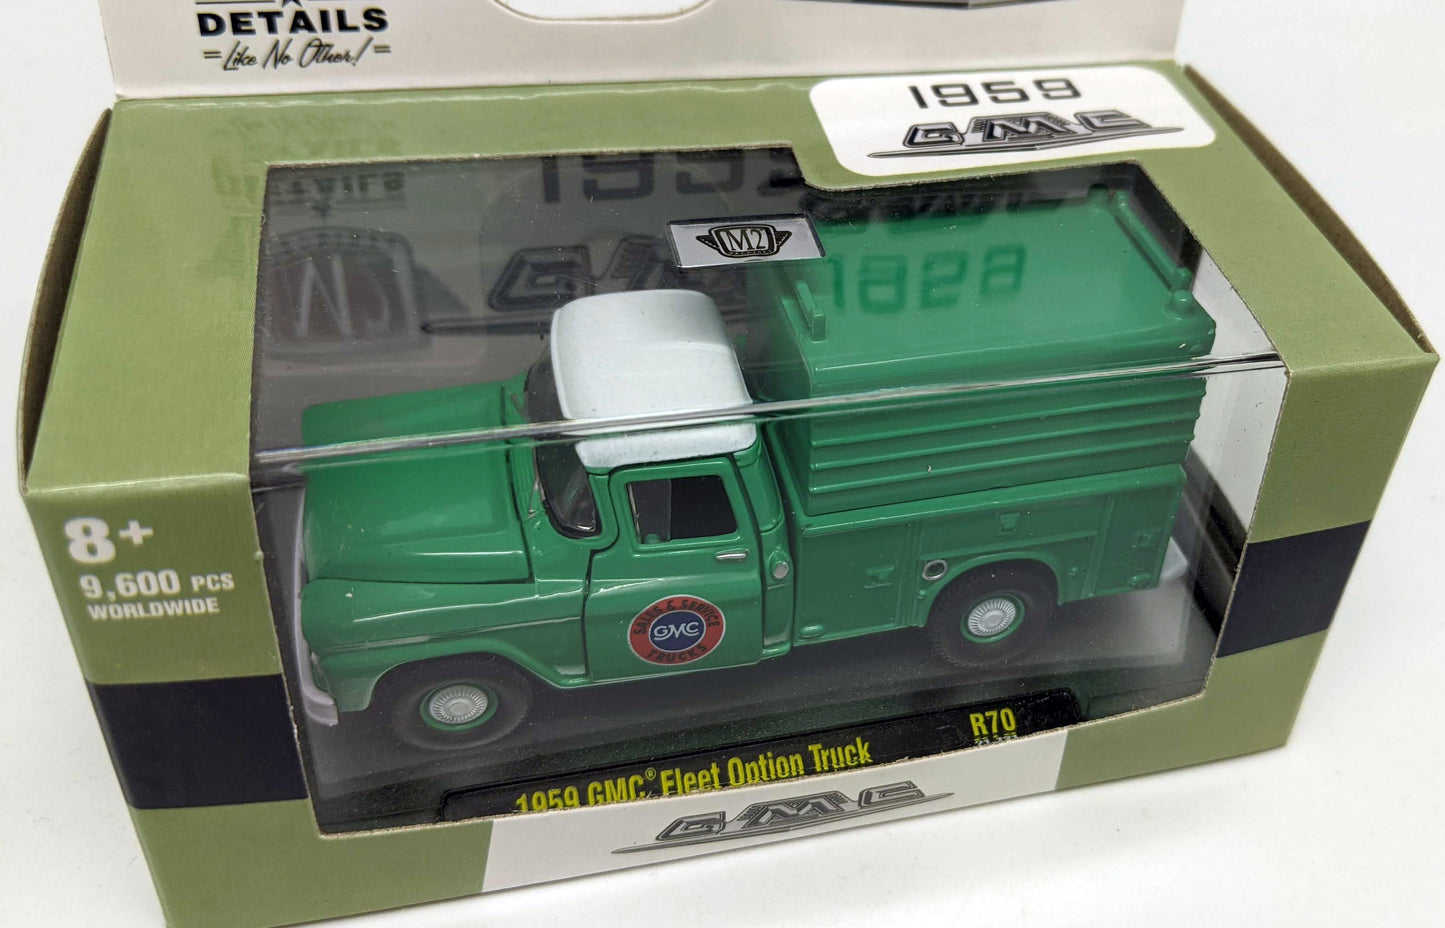 DETAILS
Like No Other!
1959
GMC
M2
8+
9,600 PCS
WORLDWIDE
SALES & SERVICE
GMC
TRUCKS
R70
1959 GMC® Fleet Option Truck
GMC